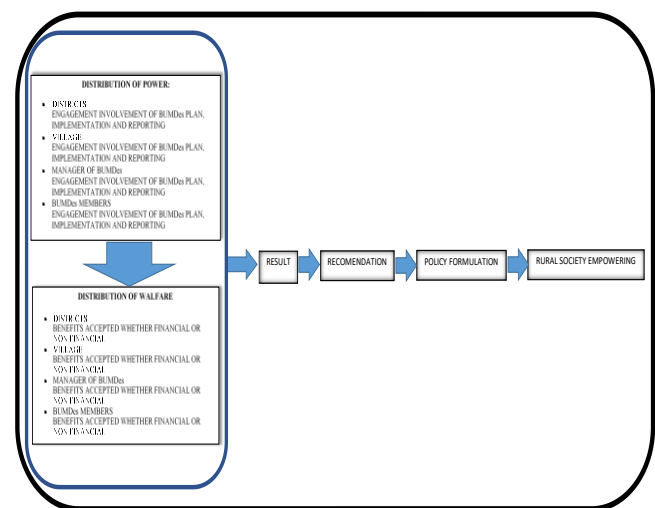 DISTRIBUTION OF POWER:
• DISTRICTS
ENGAGEMENT INVOLVEMENT OF BUMDes PLAN,
IMPLEMENTATION AND REPORTING
• VILLAGE
ENGAGEMENT INVOLVEMENT OF BUMDes PLAN,
IMPLEMENTATION AND REPORTING
• MANAGER OF BUMDes
ENGAGEMENT INVOLVEMENT OF BUMDes PLAN,
IMPLEMENTATION AND REPORTING
• BUMDes MEMBERS
ENGAGEMENT INVOLVEMENT OF BUMDes PLAN,
IMPLEMENTATION AND REPORTING
DISTRIBUTION OF WALFARE
• DISTRICTS
BENEFITS ACCEPTED WHETHER FINANCIAL OR
NON FINANCIAL
• VILLAGE
BENEFITS ACCEPTED WHETHER FINANCIAL OR
NON FINANCIAL
• MANAGER OF BUMDes
BENEFITS ACCEPTED WHETHER FINANCIAL OR
NON FINANCIAL
• BUMDes MEMBERS
BENEFITS ACCEPTED WHETHER FINANCIAL OR
NON FINANCIAL
RESULT
RECOMENDATION
POLICY FORMULATION
RURAL SOCIETY EMPOWERING